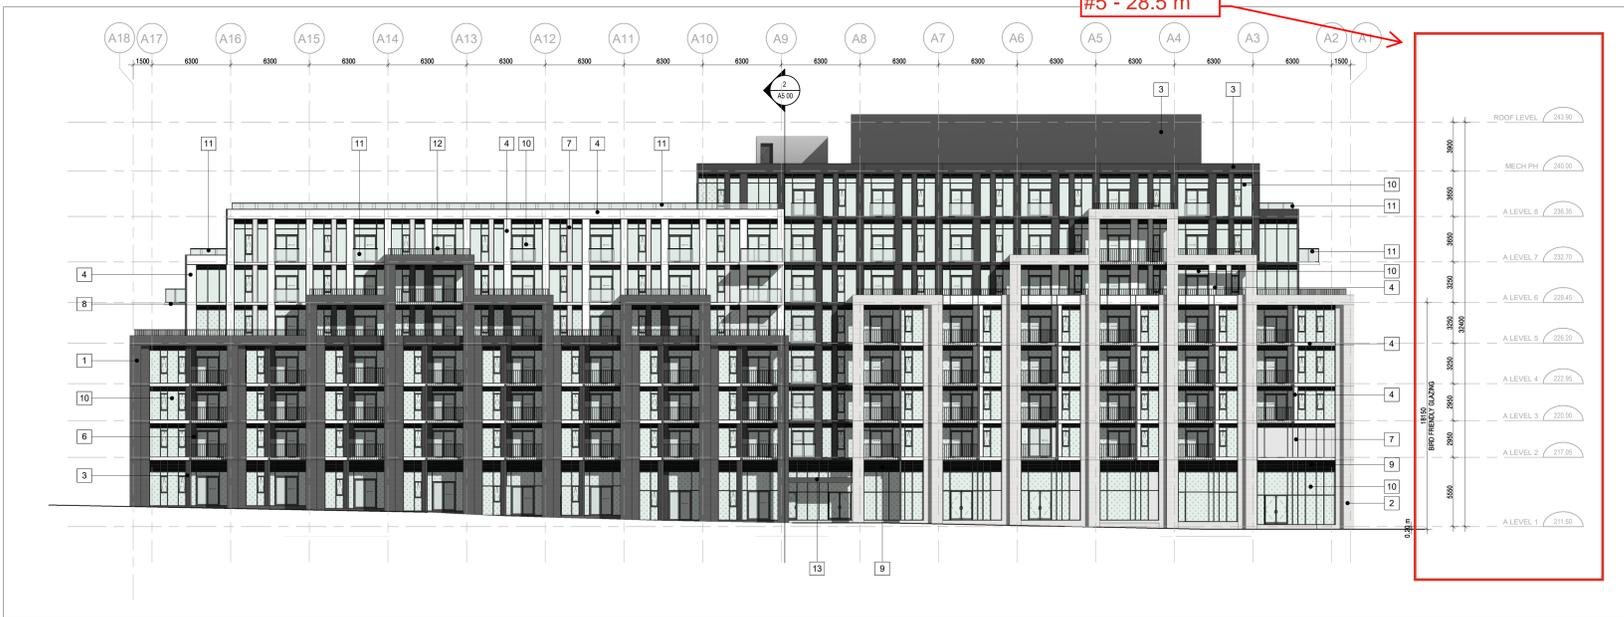 #5 - 28.5 m
A18 A17 A16 A15 A14 A13 A12 A11 A10 A9 A8 A7 A6 A5 A4 A3 A2 A1
1500 6300 6300 6300 6300 6300 6300 6300 6300 6300 6300 6300 6300 6300 6300 6300 1500
2
A5.00
3 3
11 11 12 4 10 7 4 11
ROOF LEVEL 243.90
3900
MECH PH 240.00
10
3650
11
A LEVEL 8 236.35
3650
11
A LEVEL 7 232.70
4
10
3250
4
8
A LEVEL 6 229.45
3250
32400
4
A LEVEL 5 226.20
1
3250
A LEVEL 4 222.95
10
4
2950
18150
BIRD FRIENDLY GLAZING
A LEVEL 3 220.00
6
7
2950
A LEVEL 2 217.05
3
9
10
5550
2
A LEVEL 1 211.50
0.20 m
13 9